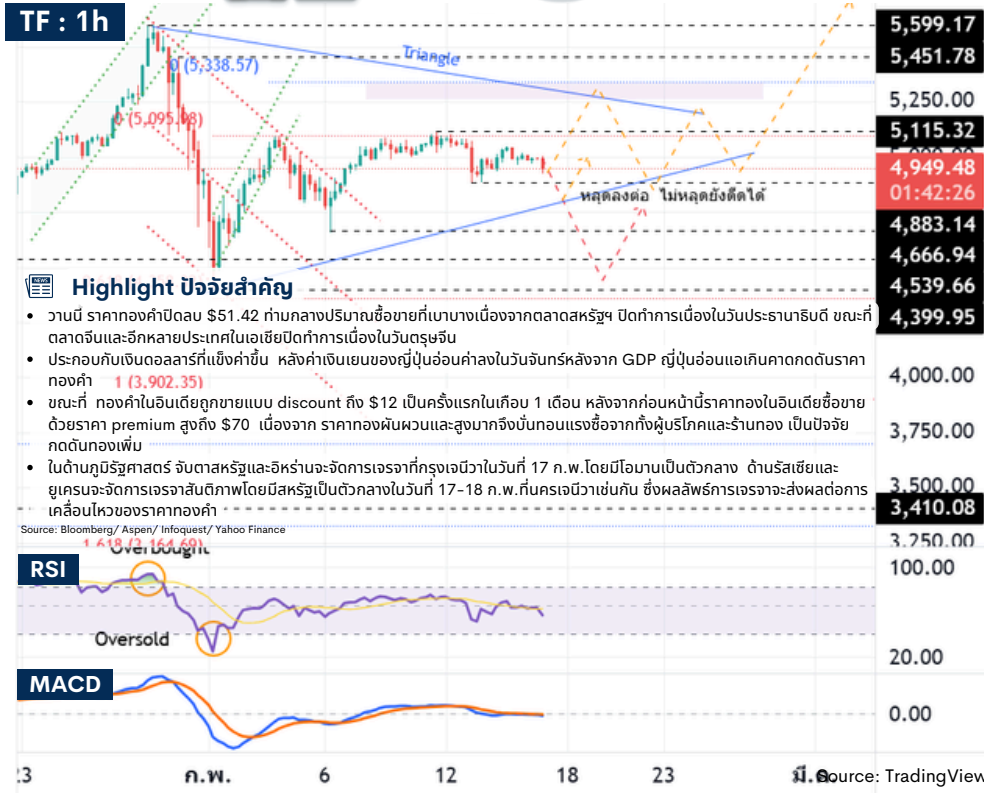 TF : 1h
5,599.17
5,451.78
Triangle
0 (5,338.57)
5,250.00
0 (5,095.98)
5,115.32
4,949.48
01:42:26
หลุดลงต่อ ไม่หลุดยังดีดได้
4,883.14
4,666.94
4,539.66
4,399.95
NEWS
Highlight ปัจจัยสำคัญ
• วานนี้ ราคาทองคำปิดลบ $51.42 ท่ามกลางปริมาณซื้อขายที่เบาบางเนื่องจากตลาดสหรัฐฯ ปิดทำการเนื่องในวันประธานาธิบดี ขณะที่
ตลาดจีนและอีกหลายประเทศในเอเชียปิดทำการเนื่องในวันตรุษจีน
• ประกอบกับเงินดอลลาร์ที่แข็งค่าขึ้น หลังค่าเงินเยนของญี่ปุ่นอ่อนค่าลงในวันจันทร์หลังจาก GDP ญี่ปุ่นอ่อนแอเกินคาดกดดันราคา
ทองคำ
1 (3,902.35)
4,000.00
• ขณะที่ ทองคำในอินเดียถูกขายแบบ discount ถึง $12 เป็นครั้งแรกในเกือบ 1 เดือน หลังจากก่อนหน้านี้ราคาทองในอินเดียซื้อขาย
ด้วยราคา premium สูงถึง $70 เนื่องจาก ราคาทองผันผวนและสูงมากจึงบั่นทอนแรงซื้อจากทั้งผู้บริโภคและร้านทอง เป็นปัจจัย
กดดันทองเพิ่ม
3,750.00
• ในด้านภูมิรัฐศาสตร์ จับตาสหรัฐและอิหร่านจะจัดการเจรจาที่กรุงเจนีวาในวันที่ 17 ก.พ.โดยมีโอมานเป็นตัวกลาง ด้านรัสเซียและ
ยูเครนจะจัดการเจรจาสันติภาพโดยมีสหรัฐเป็นตัวกลางในวันที่ 17-18 ก.พ.ที่นครเจนีวาเช่นกัน ซึ่งผลลัพธ์การเจรจาจะส่งผลต่อการ
เคลื่อนไหวของราคาทองคำ
3,500.00
3,410.08
Source: Bloomberg/ Aspen/ Infoquest/ Yahoo Finance
1.618 (3,164.69)
3,250.00
Overbought
RSI
100.00
Oversold
20.00
MACD
0.00
23
ก.พ.
6
12
18
23
มี.ค.
Source: TradingView